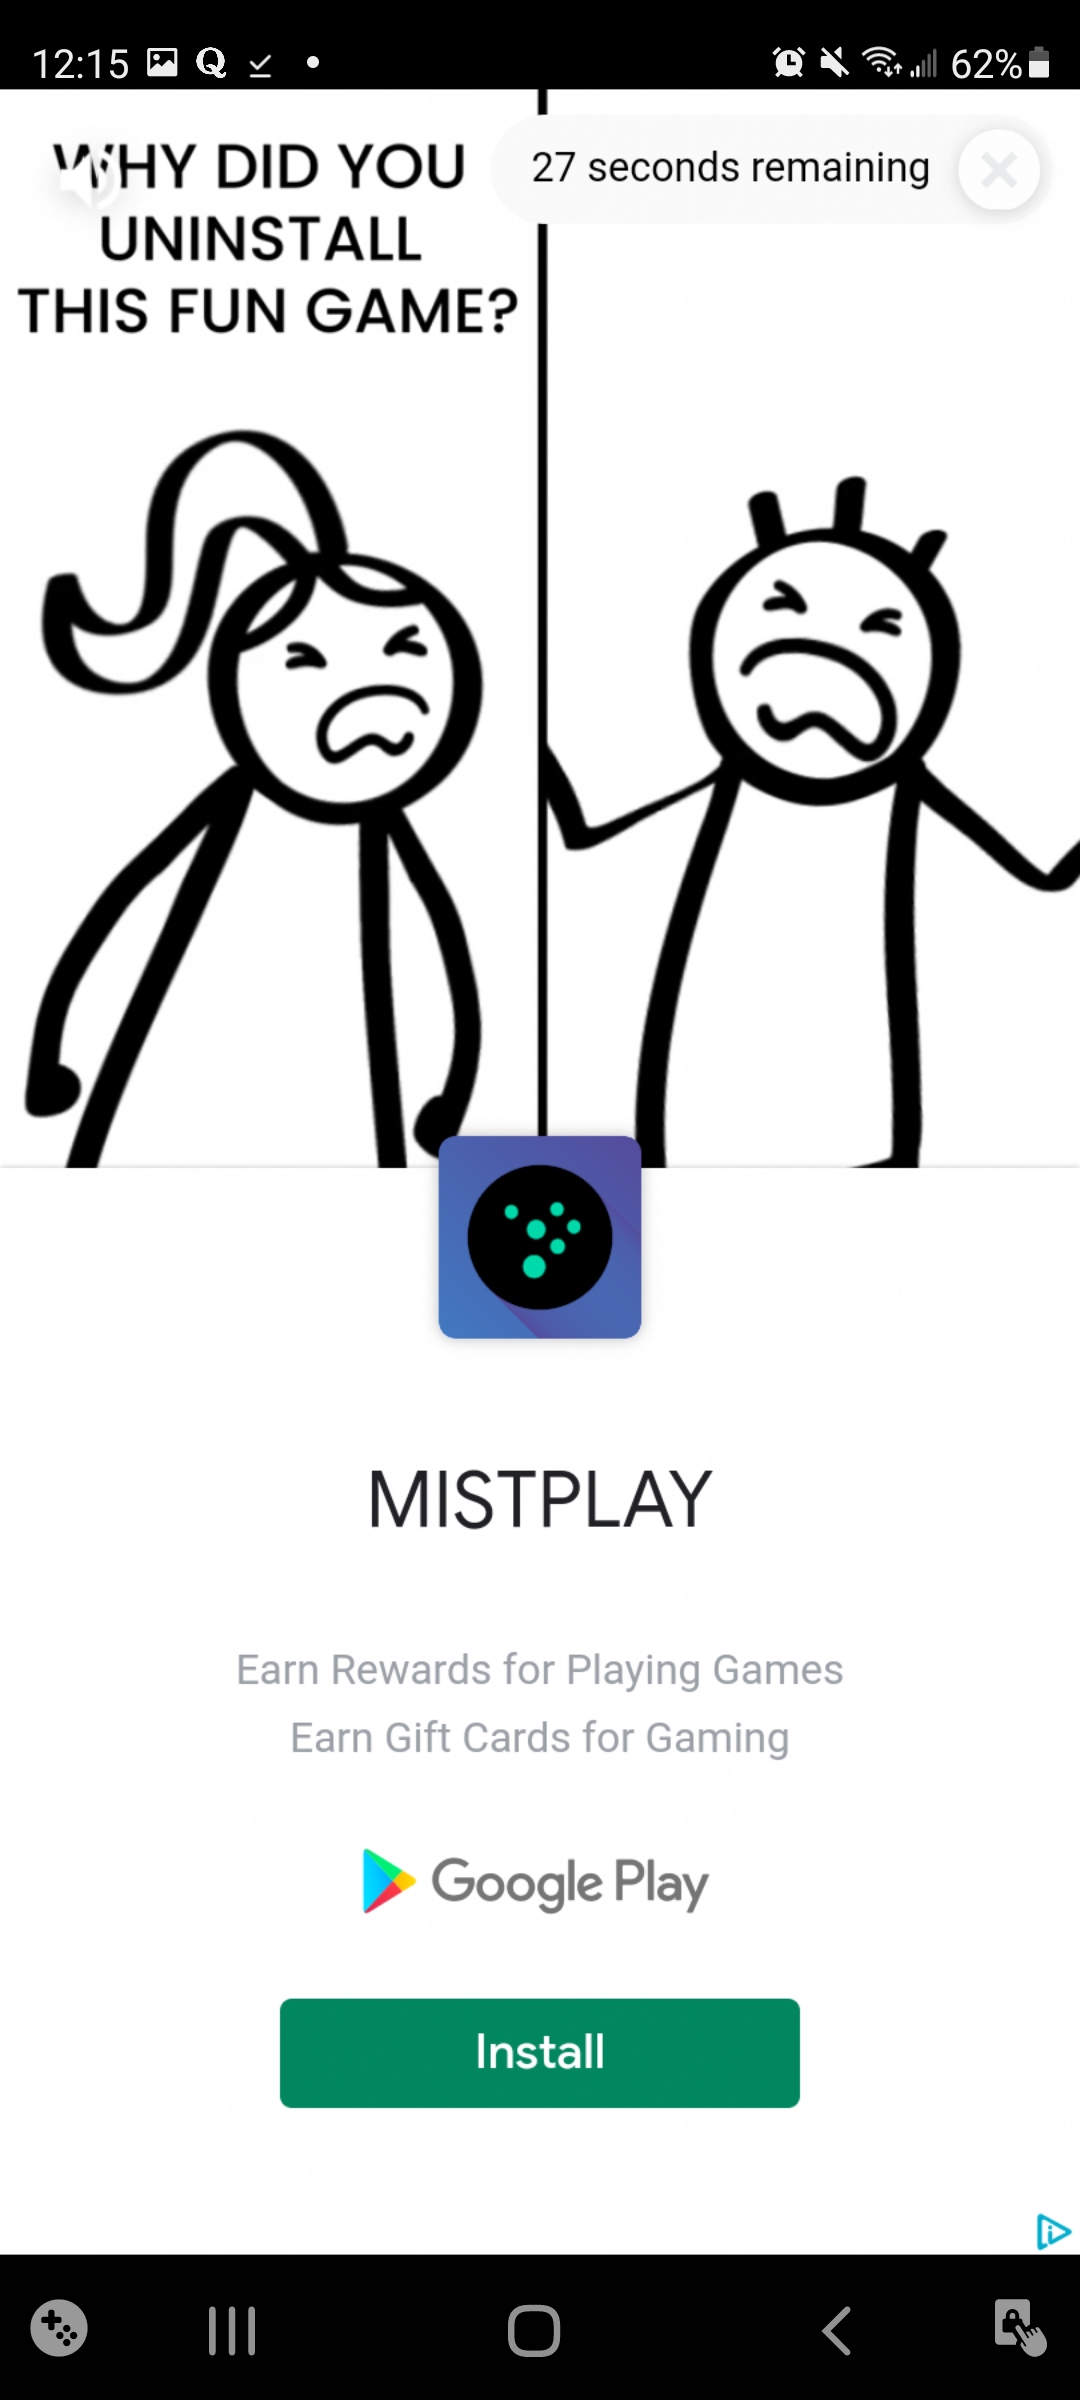 12:15
62%
WHY DID YOU
UNINSTALL
THIS FUN GAME?
27 seconds remaining
MISTPLAY
Earn Rewards for Playing Games
Earn Gift Cards for Gaming
Google Play
Install